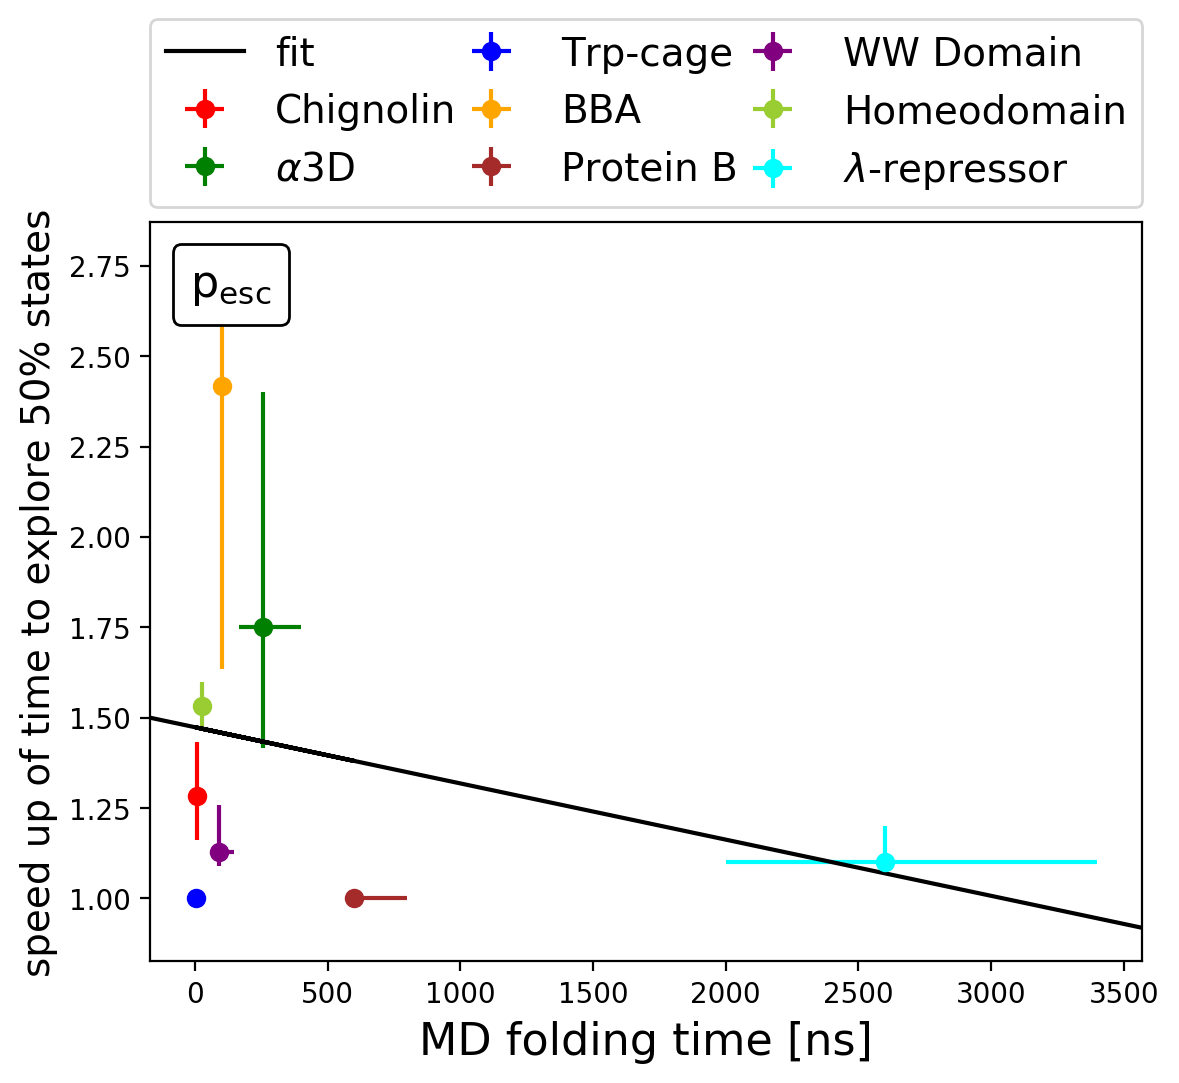 fit
Trp-cage
WW Domain
Chignolin
BBA
Homeodomain
α3D
Protein B
λ-repressor
p_esc
speed up of time to explore 50% states
2.75
2.50
2.25
2.00
1.75
1.50
1.25
1.00
0
500
1000
1500
2000
2500
3000
3500
MD folding time [ns]